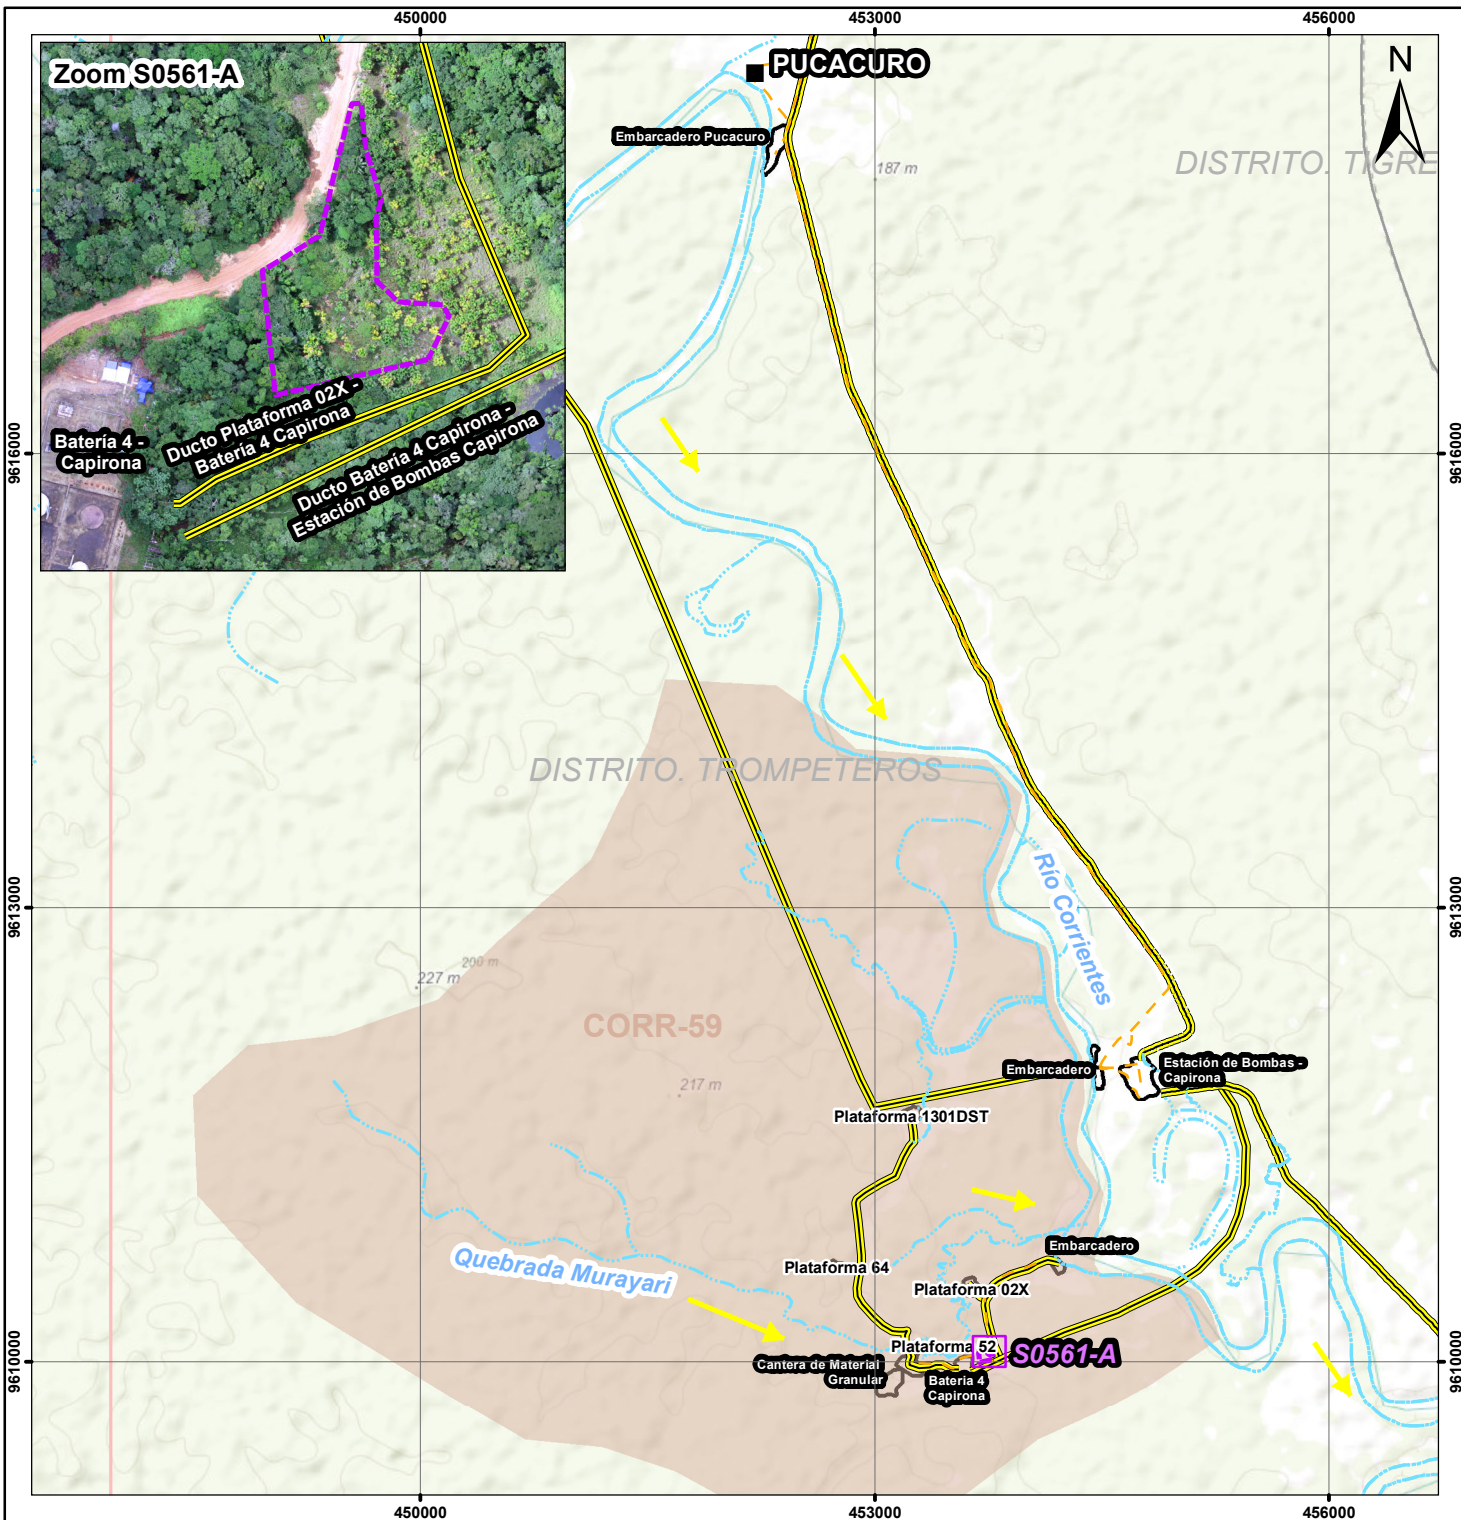 450000
453000
456000
Zoom S0561-A
PUCACURO
N
Embarcadero Pucacuro
DISTRITO. TIGRE
187 m
Ducto Plataforma 02X -
Batería 4 Capirona
Batería 4 -
Capirona
Ducto Batería 4 Capirona -
Estación de Bombas Capirona
9616000
9616000
DISTRITO. TROMPETEROS
Río Corrientes
9613000
9613000
200 m
227 m
CORR-59
217 m
Embarcadero
Estación de Bombas -
Capirona
Plataforma 1301DST
Embarcadero
Quebrada Murayari
Plataforma 64
Plataforma 02X
Plataforma 52
S0561-A
Cantera de Material
Granular
Bateria 4
Capirona
9610000
9610000
450000
453000
456000